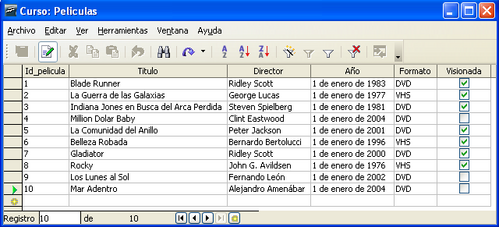 Curso: Peliculas
Archivo Editar Ver Herramientas Ventana Ayuda
Id_pelicula Titulo Director Año Formato Visionada
1 Blade Runner Ridley Scott 1 de enero de 1983 DVD
2 La Guerra de las Galaxias George Lucas 1 de enero de 1977 VHS
3 Indiana Jones en Busca del Arca Perdida Steven Spielberg 1 de enero de 1981 DVD
4 Million Dolar Baby Clint Eastwood 1 de enero de 2004 DVD
5 La Comunidad del Anillo Peter Jackson 1 de enero de 2001 DVD
6 Belleza Robada Bernardo Bertolucci 1 de enero de 1996 VHS
7 Gladiator Ridley Scott 1 de enero de 2000 DVD
8 Rocky John G. Avildsen 1 de enero de 1976 VHS
9 Los Lunes al Sol Fernando León 1 de enero de 2002 DVD
10 Mar Adentro Alejandro Amenábar 1 de enero de 2004 DVD
Registro 10 de 10